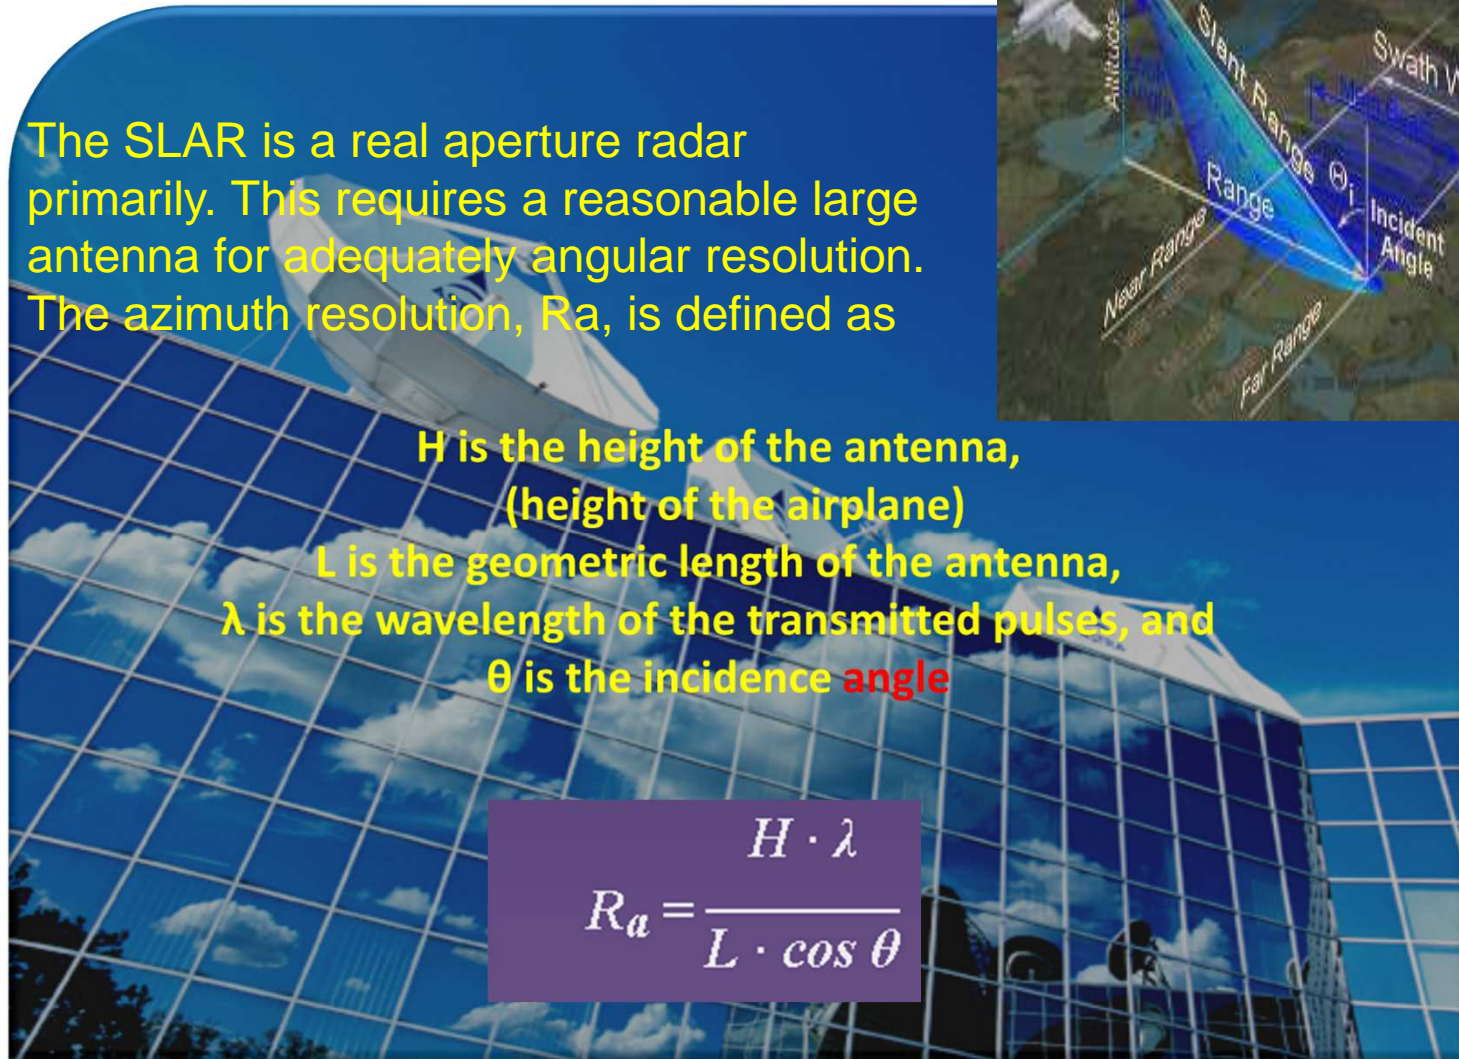 The SLAR is a real aperture radar
primarily. This requires a reasonable large
antenna for adequately angular resolution.
The azimuth resolution, Ra, is defined as
Altitude
Slant Range
Swath W
Range
Θi
Incident
Angle
Near Range
Far Range
H is the height of the antenna,
(height of the airplane)
L is the geometric length of the antenna,
λ is the wavelength of the transmitted pulses, and
θ is the incidence angle
H · λ
Ra = ―――
L · cos θ